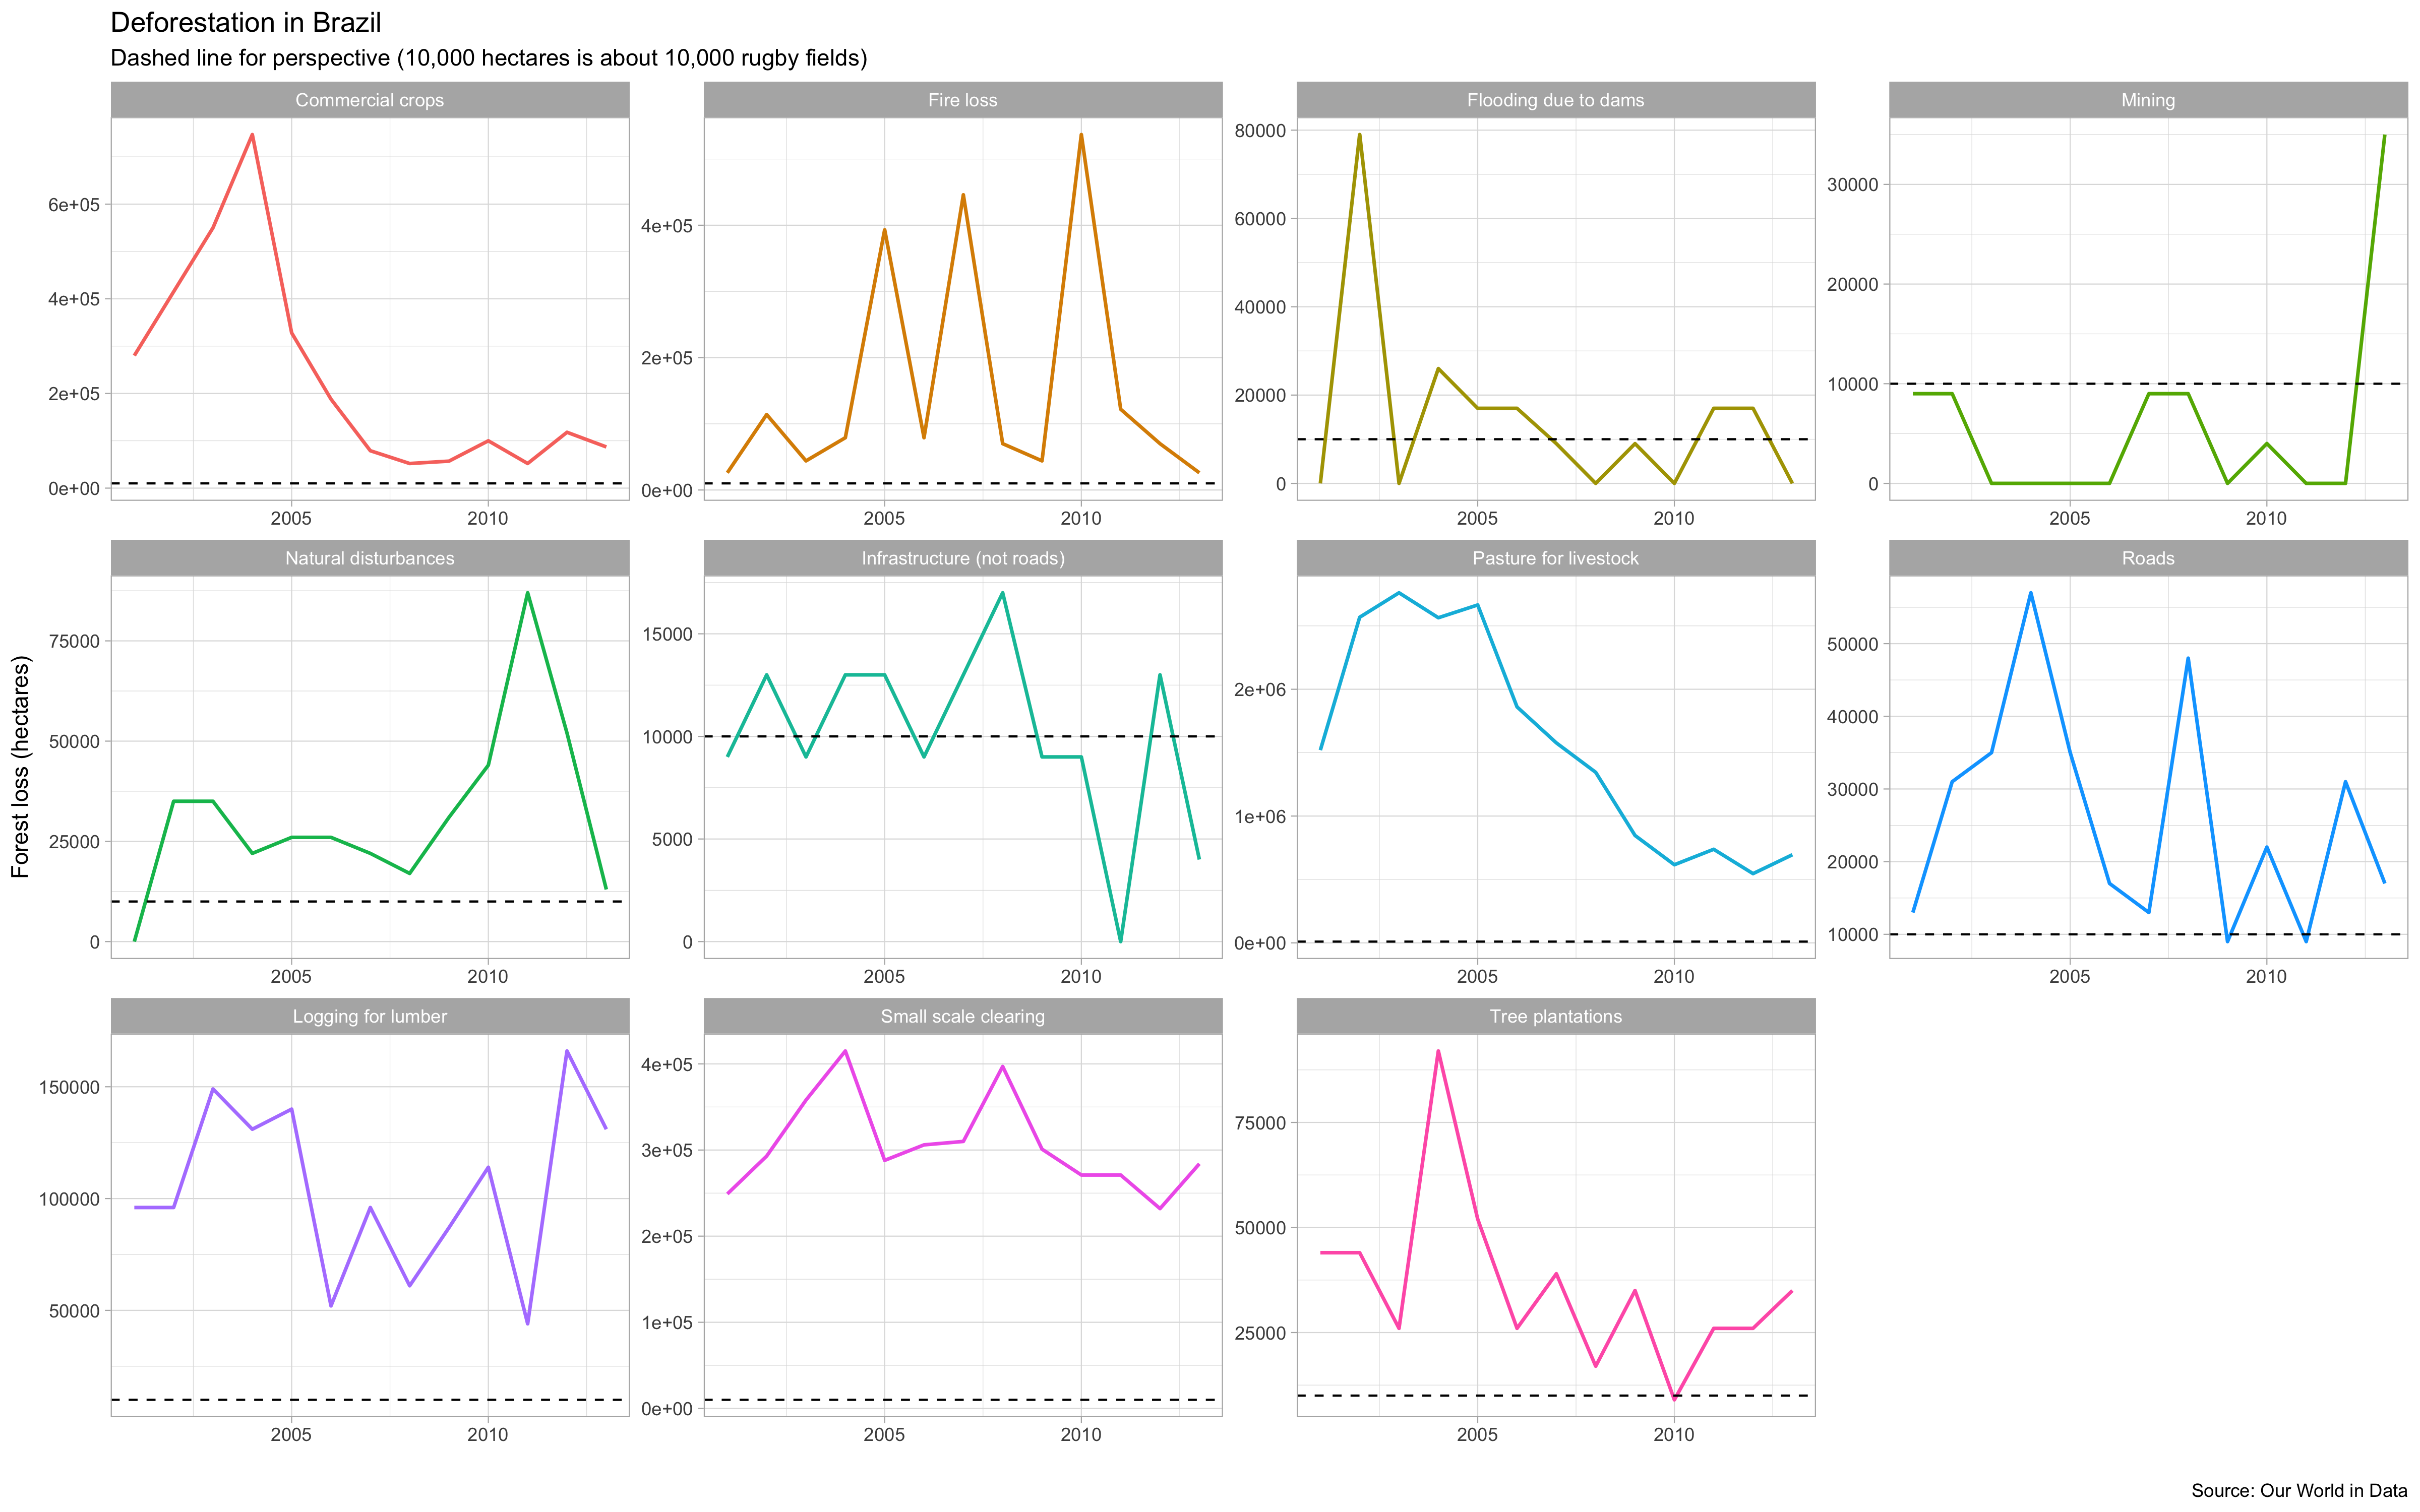 Deforestation in Brazil
Dashed line for perspective (10,000 hectares is about 10,000 rugby fields)
Commercial crops
6e+05
4e+05
2e+05
0e+00
2005 2010
Fire loss
4e+05
2e+05
0e+00
2005 2010
Flooding due to dams
80000
60000
40000
20000
0
2005 2010
Mining
30000
20000
10000
0
2005 2010
Forest loss (hectares)
Natural disturbances
75000
50000
25000
0
2005 2010
Infrastructure (not roads)
15000
10000
5000
0
2005 2010
Pasture for livestock
2e+06
1e+06
0e+00
2005 2010
Roads
50000
40000
30000
20000
10000
2005 2010
Logging for lumber
150000
100000
50000
2005 2010
Small scale clearing
4e+05
3e+05
2e+05
1e+05
0e+00
2005 2010
Tree plantations
75000
50000
25000
2005 2010
Source: Our World in Data